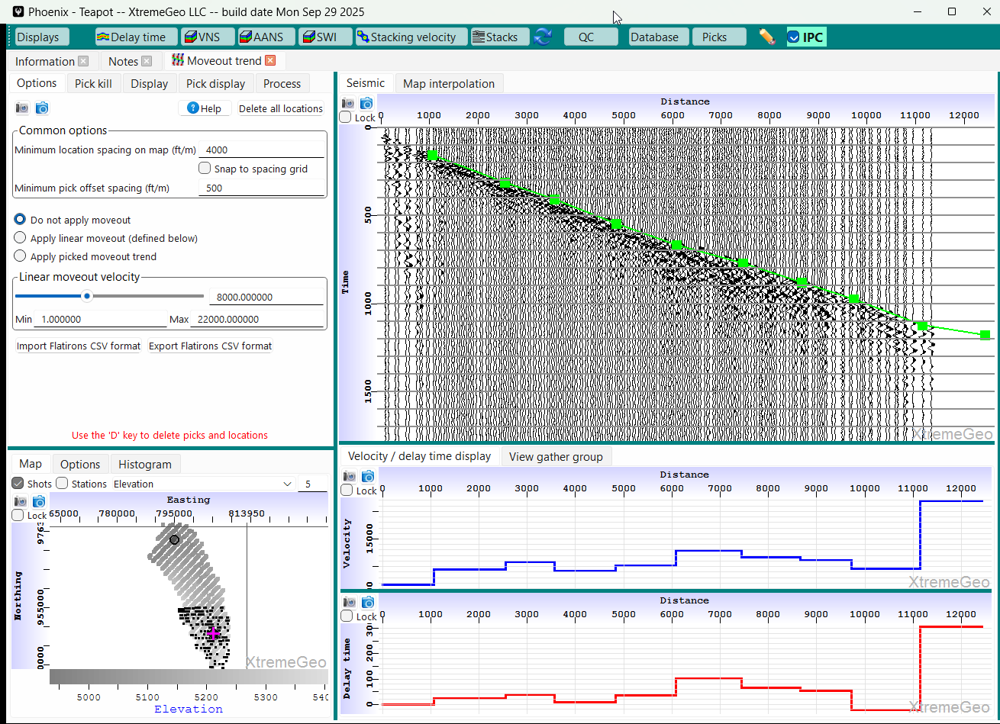 Phoenix - Teapot -- XtremeGeo LLC -- build date Mon Sep 29 2025
Displays Delay time VNS AANS SWI Stacking velocity Stacks QC Database Picks IPC
Information Notes Moveout trend
Options Pick kill Display Pick display Process
Help Delete all locations
Common options
Minimum location spacing on map (ft/m) 4000
Snap to spacing grid
Minimum pick offset spacing (ft/m) 500
Do not apply moveout
Apply linear moveout (defined below)
Apply picked moveout trend
Linear moveout velocity
8000.000000
Min 1.000000 Max 22000.000000
Import Flatirons CSV format Export Flatirons CSV format
Use the 'D' key to delete picks and locations
Seismic Map interpolation
Distance
Lock 0 1000 2000 3000 4000 5000 6000 7000 8000 9000 10000 11000 12000
Time
0
500
1000
1500
XtremeGeo
Map Options Histogram
Shots Stations Elevation 5
Easting
Lock 65000 780000 795000 813950
Northing
9763
955000
0000
XtremeGeo
5000 5100 5200 5300 540
Elevation
Velocity / delay time display View gather group
Distance
Lock 0 1000 2000 3000 4000 5000 6000 7000 8000 9000 10000 11000 12000
Velocity
15000
00
XtremeGeo
Distance
Lock 0 1000 2000 3000 4000 5000 6000 7000 8000 9000 10000 11000 12000
Delay time
30
200
100
0
XtremeGeo